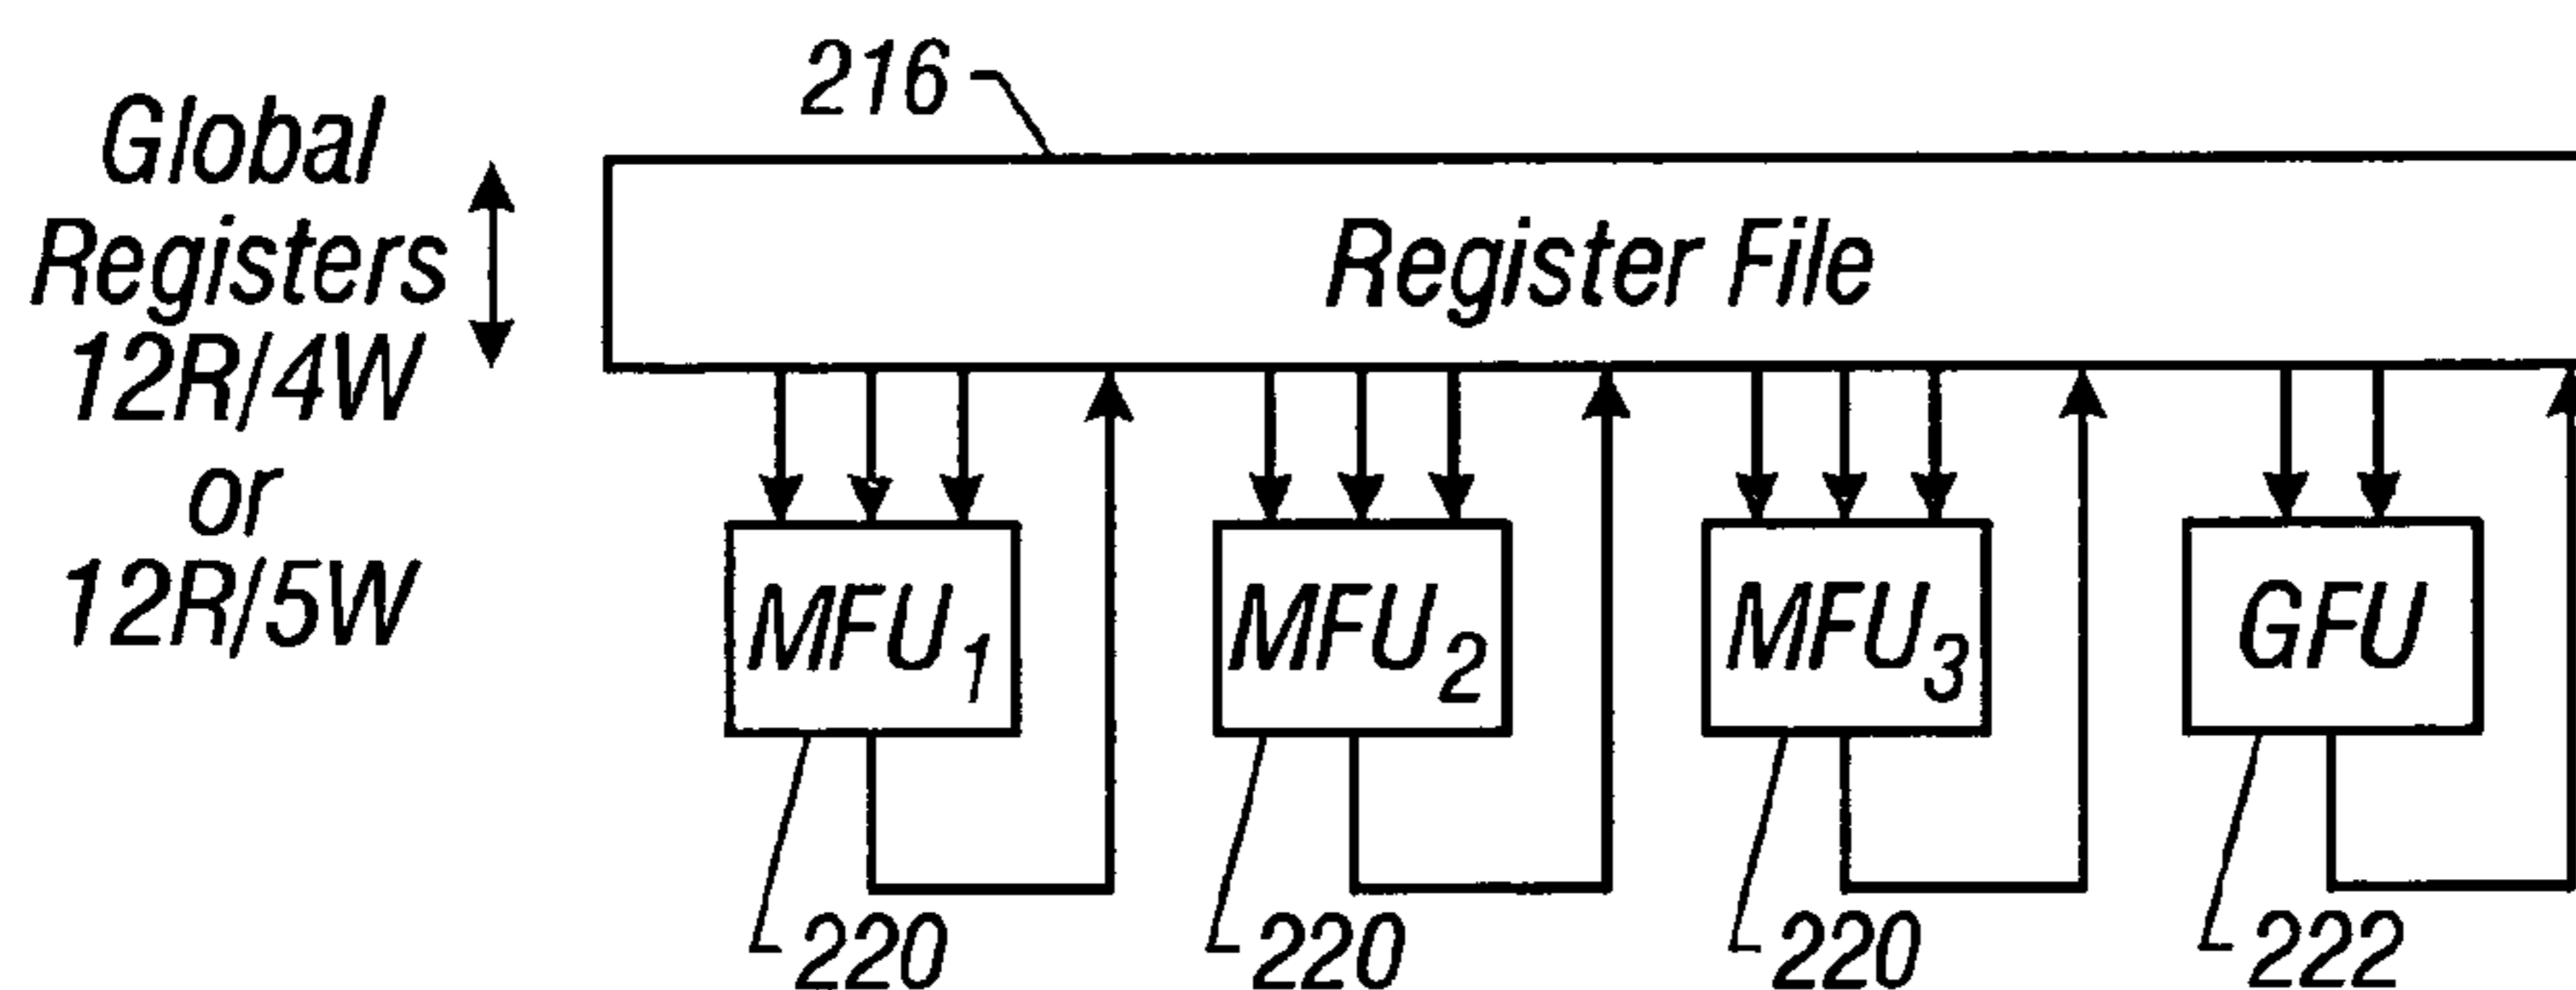 216
Global
Registers
12R/4W
or
12R/5W
Register File
MFU1
MFU2
MFU3
GFU
220
220
220
222